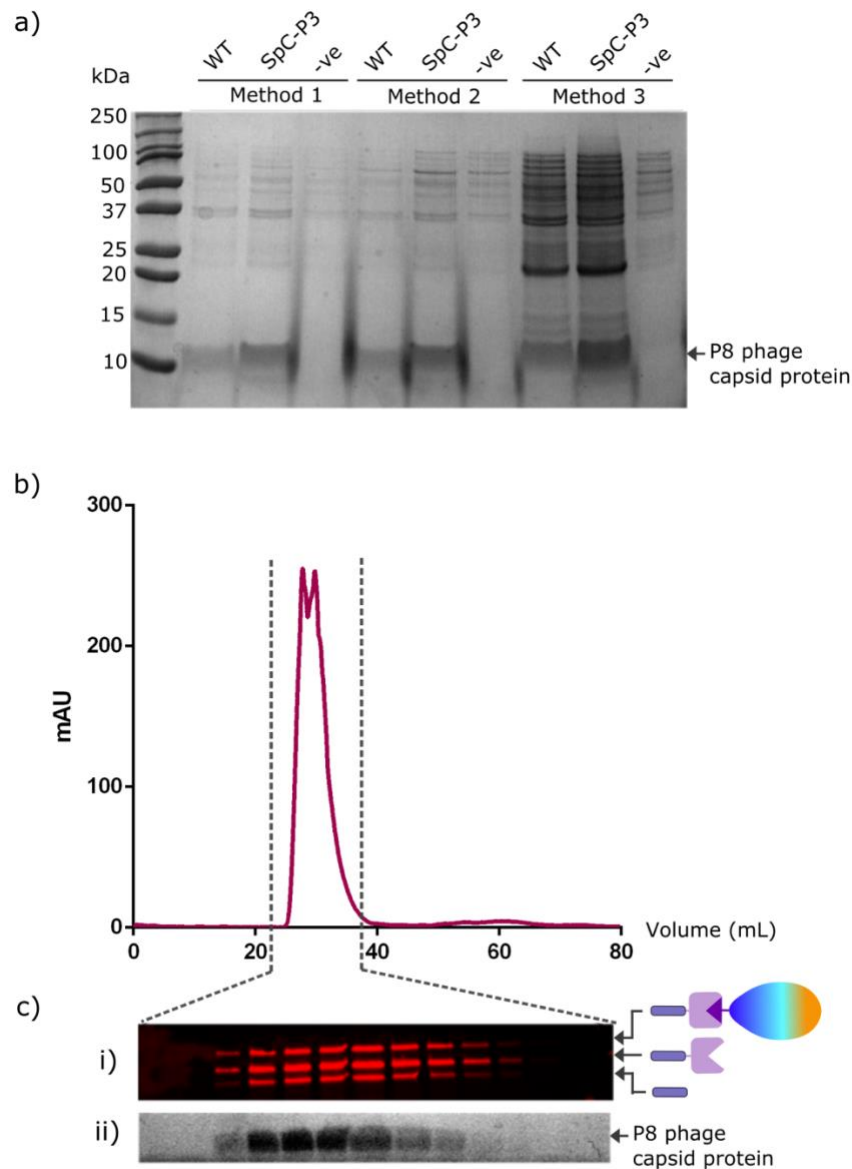 a)
WT SpC-P3 -ve WT SpC-P3 -ve WT SpC-P3 -ve
kDa
Method 1 Method 2 Method 3
250
100
50
37
25
20
15
10
P8 phage
capsid protein
b)
300
200
mAU
100
0
0 20 40 60 80
Volume (mL)
c)
i)
ii)
P8 phage
capsid protein